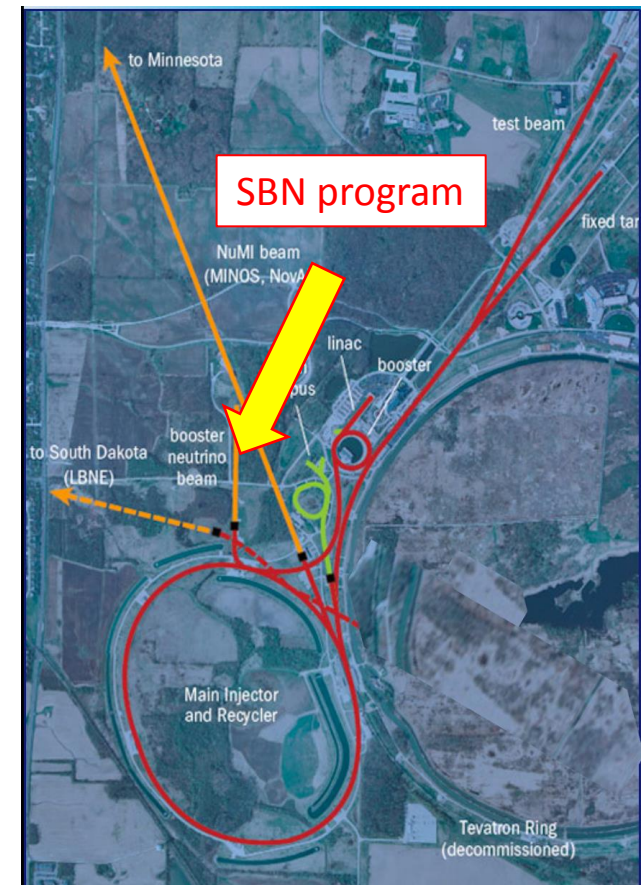 to Minnesota
test beam
SBN program
fixed tar
NuMI beam
(MINOS, NovA
linac
booster
pus
booster
neutrino
beam
to South Dakota
(LBNE)
Main Injector
and Recycler
Tevatron Ring
(decommissioned)